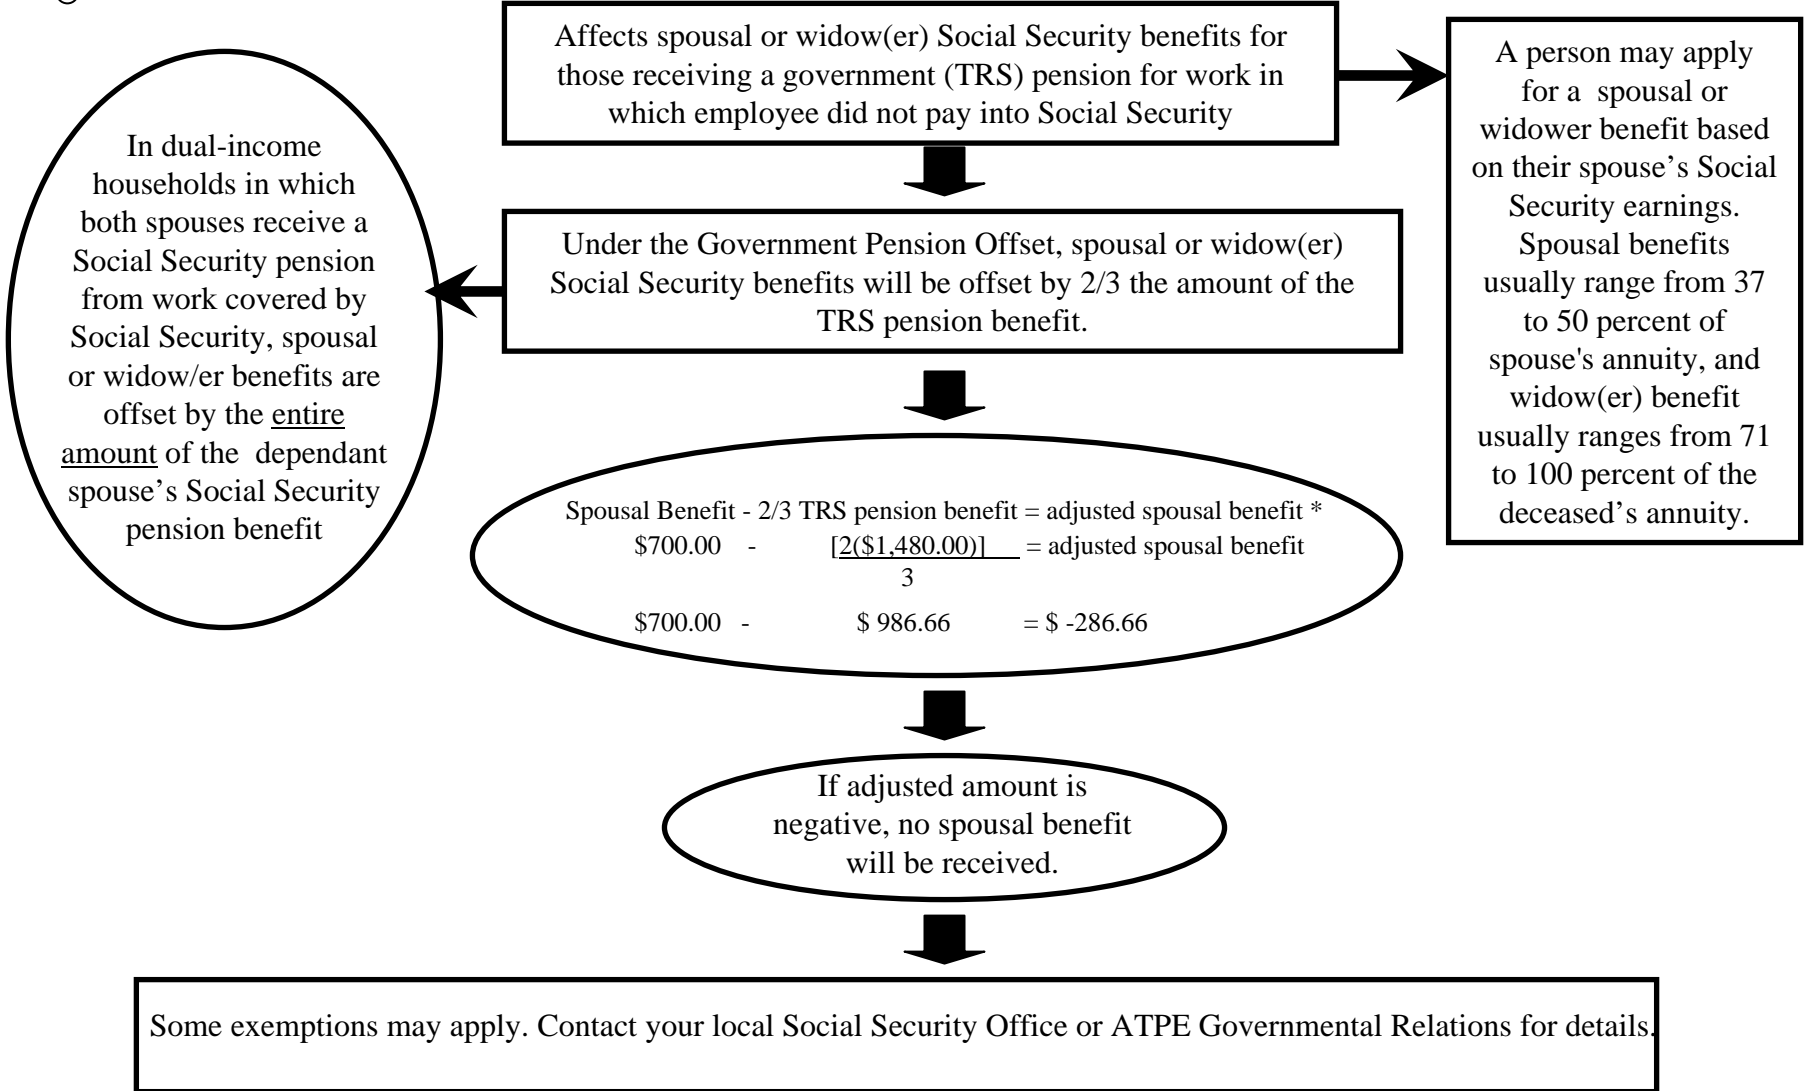 Affects spousal or widow(er) Social Security benefits for
those receiving a government (TRS) pension for work in
which employee did not pay into Social Security
A person may apply
for a spousal or
widower benefit based
on their spouse’s Social
Security earnings.
Spousal benefits
usually range from 37
to 50 percent of
spouse's annuity, and
widow(er) benefit
usually ranges from 71
to 100 percent of the
deceased’s annuity.
Under the Government Pension Offset, spousal or widow(er)
Social Security benefits will be offset by 2/3 the amount of the
TRS pension benefit.
In dual-income
households in which
both spouses receive a
Social Security pension
from work covered by
Social Security, spousal
or widow/er benefits are
offset by the entire
amount of the dependant
spouse’s Social Security
pension benefit
Spousal Benefit - 2/3 TRS pension benefit = adjusted spousal benefit *
$700.00 - [2($1,480.00)] = adjusted spousal benefit
3
$700.00 - $ 986.66 = $ -286.66
If adjusted amount is
negative, no spousal benefit
will be received.
Some exemptions may apply. Contact your local Social Security Office or ATPE Governmental Relations for details.